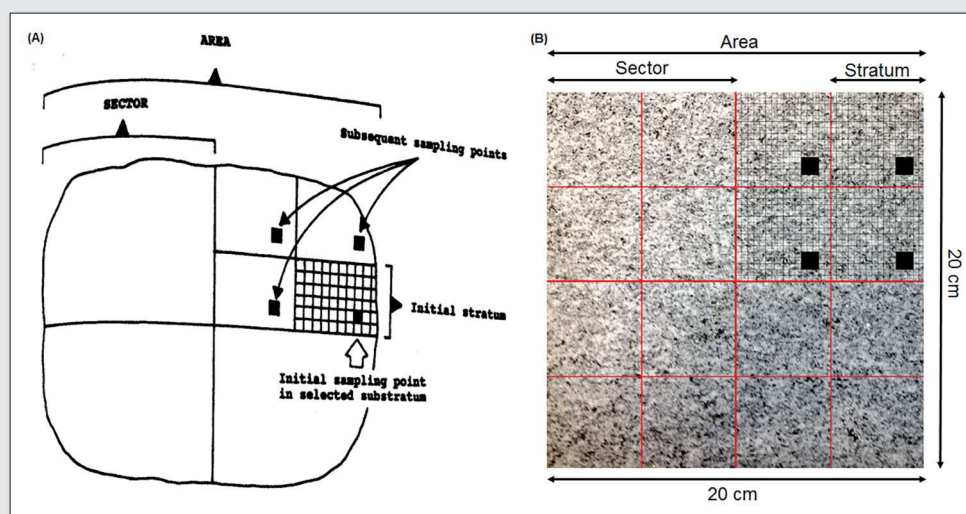 (A)
AREA
SECTOR
Subsequent sampling points
Initial stratum
Initial sampling point
in selected substratum
(B)
Area
Sector
Stratum
20 cm
20 cm